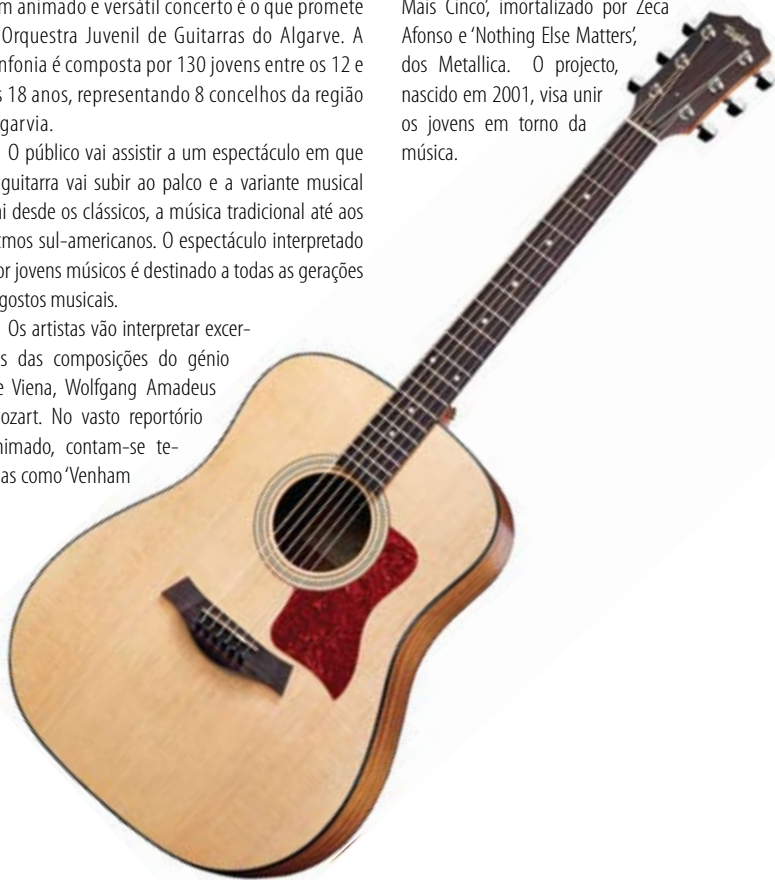 m animado e versátil concerto é o que promete
Orquestra Juvenil de Guitarras do Algarve. A
nfonia é composta por 130 jovens entre os 12 e
s 18 anos, representando 8 concelhos da região
garvia.
O público vai assistir a um espectáculo em que
guitarra vai subir ao palco e a variante musical
i desde os clássicos, a música tradicional até aos
tmos sul-americanos. O espectáculo interpretado
or jovens músicos é destinado a todas as gerações
gostos musicais.
Os artistas vão interpretar excer-
s das composições do génio
e Viena, Wolfgang Amadeus
ozart. No vasto reportório
nimado, contam-se te-
as como ‘Venham
Mais Cinco’, imortalizado por Zeca
Afonso e ‘Nothing Else Matters’,
dos Metallica. O projecto,
nascido em 2001, visa unir
os jovens em torno da
música.
Taylor